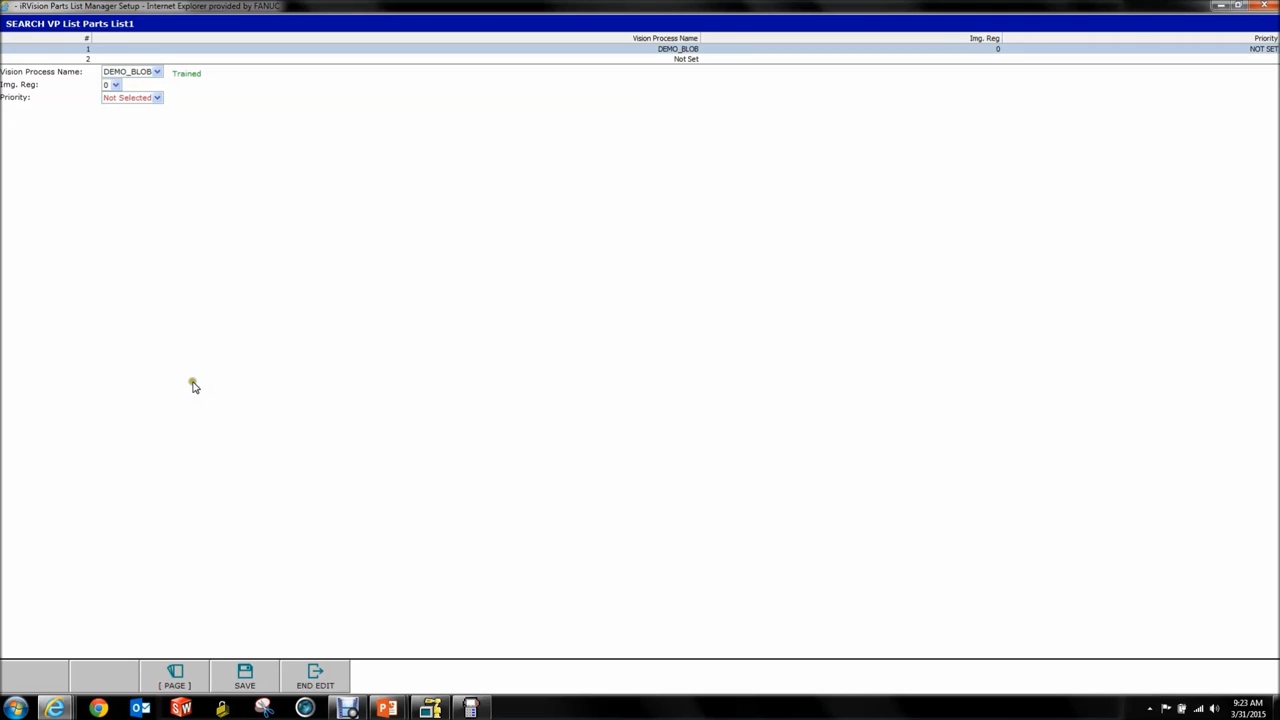 - iRVision Parts List Manager Setup - Internet Explorer provided by FANUC
SEARCH VP List Parts List1
# Vision Process Name Img. Reg Priority
1 DEMO_BLOB 0 NOT SET
2 Not Set
Vision Process Name: DEMO_BLOB Trained
Img. Reg: 0
Priority: Not Selected
[ PAGE ] SAVE END EDIT
9:23 AM
3/31/2015